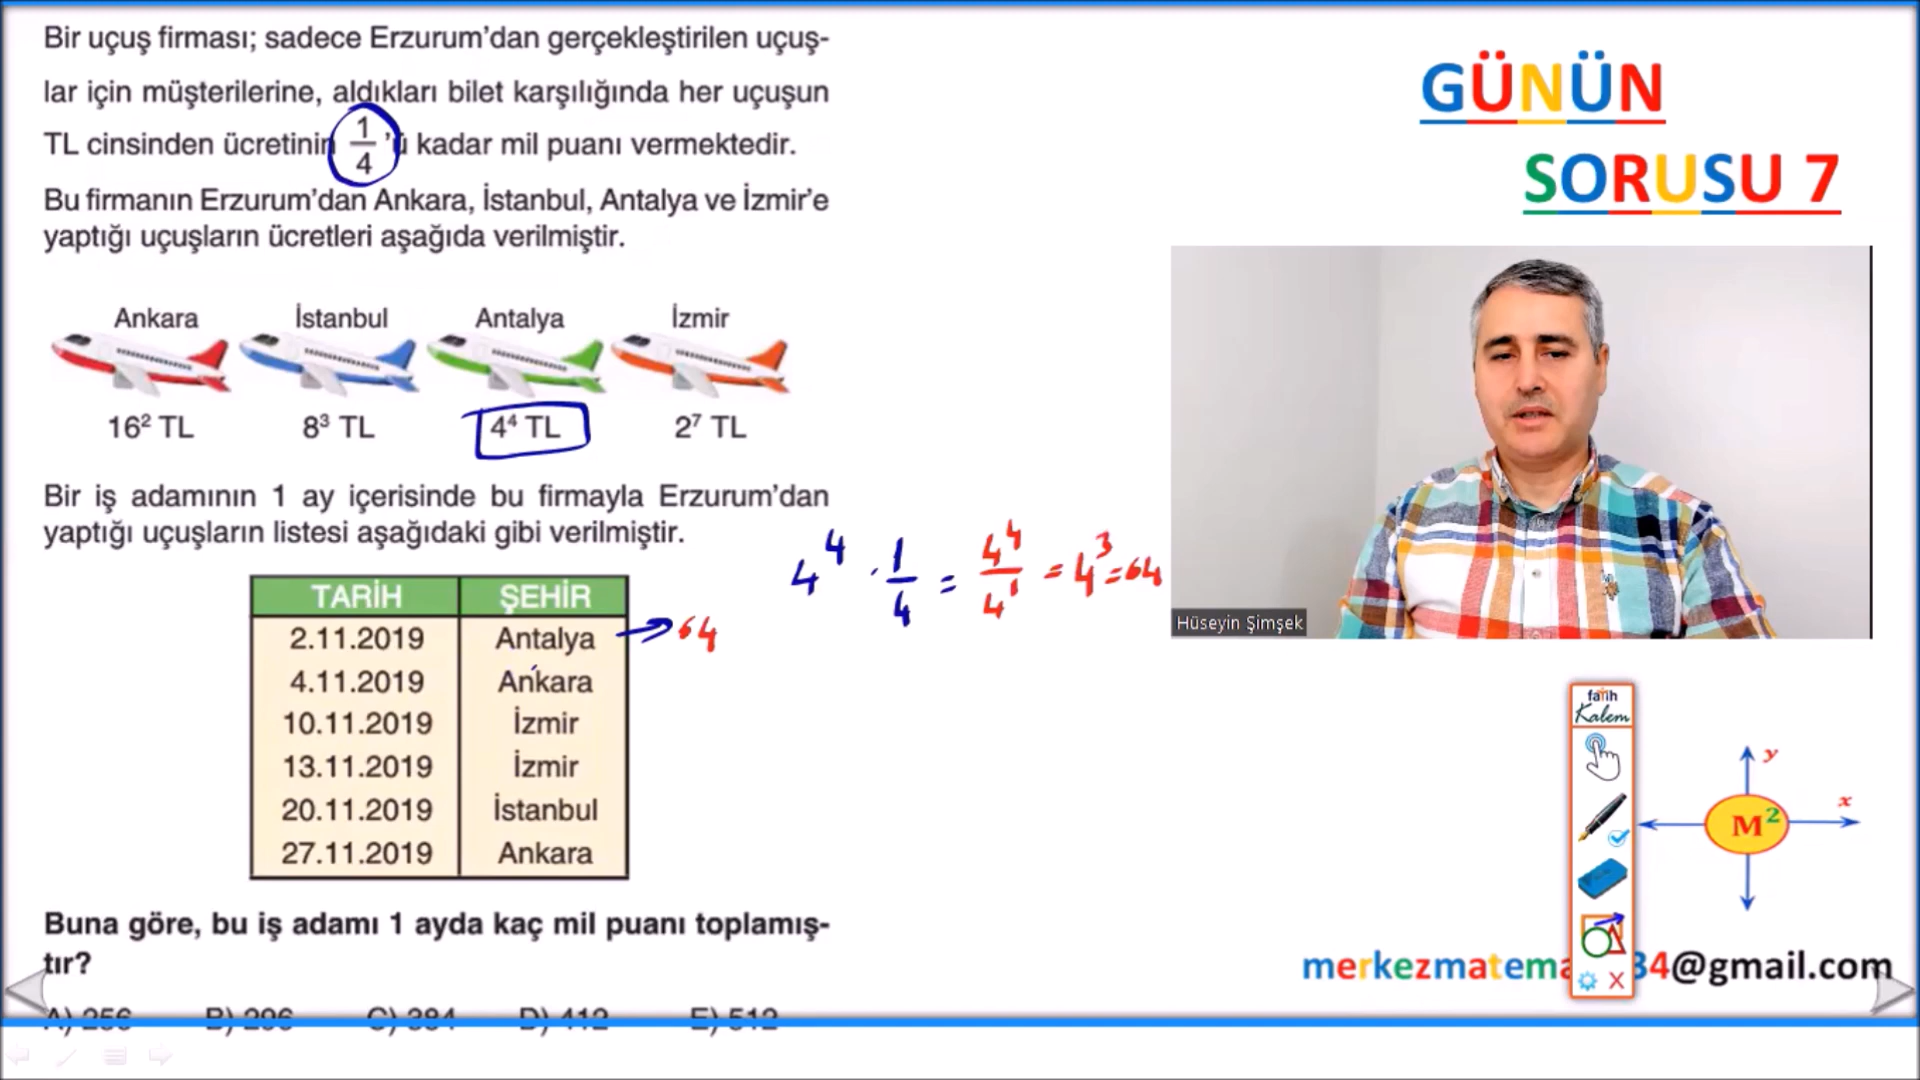 Bir uçuş firması; sadece Erzurum’dan gerçekleştirilen uçuş-
lar için müşterilerine, aldıkları bilet karşılığında her uçuşun
TL cinsinden ücretinin 1/4 ’ü kadar mil puanı vermektedir.
Bu firmanın Erzurum’dan Ankara, İstanbul, Antalya ve İzmir’e
yaptığı uçuşların ücretleri aşağıda verilmiştir.
Ankara İstanbul Antalya İzmir
16² TL 8³ TL 4⁴ TL 2⁷ TL
Bir iş adamının 1 ay içerisinde bu firmayla Erzurum’dan
yaptığı uçuşların listesi aşağıdaki gibi verilmiştir.
TARİH ŞEHİR
2.11.2019 Antalya → 64
4.11.2019 Ankara
10.11.2019 İzmir
13.11.2019 İzmir
20.11.2019 İstanbul
27.11.2019 Ankara
4⁴ · 1/4 = 4⁴/4¹ = 4³ = 64
Buna göre, bu iş adamı 1 ayda kaç mil puanı toplamış-
tır?
A) 256 B) 296 C) 384 D) 412 E) 512
GÜNÜN
SORUSU 7
Hüseyin Şimşek
fatih
Kalem
y
x
M²
merkezmatema 34@gmail.com